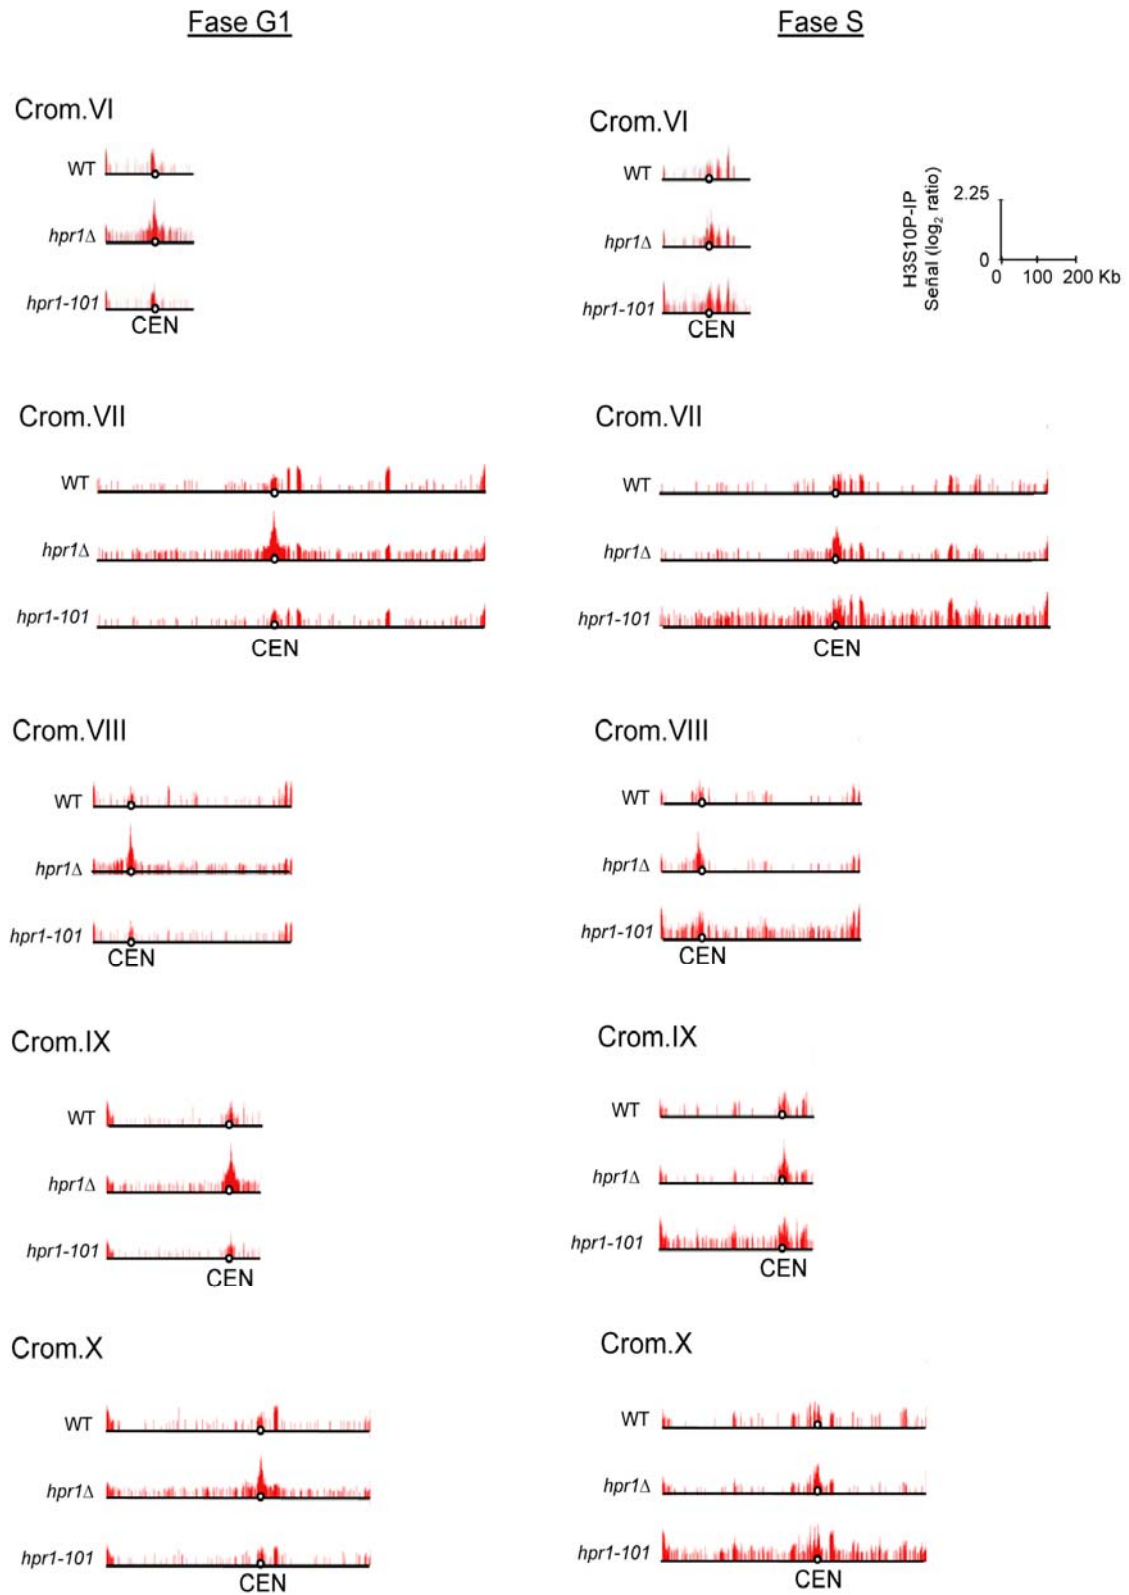 Fase G1
Fase S
Crom.VI
WT
hpr1Δ
hpr1-101
CEN
Crom.VI
WT
hpr1Δ
hpr1-101
CEN
H3S10P-IP
Señal (log2 ratio)
2.25
0
0 100 200 Kb
Crom.VII
WT
hpr1Δ
hpr1-101
CEN
Crom.VII
WT
hpr1Δ
hpr1-101
CEN
Crom.VIII
WT
hpr1Δ
hpr1-101
CEN
Crom.VIII
WT
hpr1Δ
hpr1-101
CEN
Crom.IX
WT
hpr1Δ
hpr1-101
CEN
Crom.IX
WT
hpr1Δ
hpr1-101
CEN
Crom.X
WT
hpr1Δ
hpr1-101
CEN
Crom.X
WT
hpr1Δ
hpr1-101
CEN